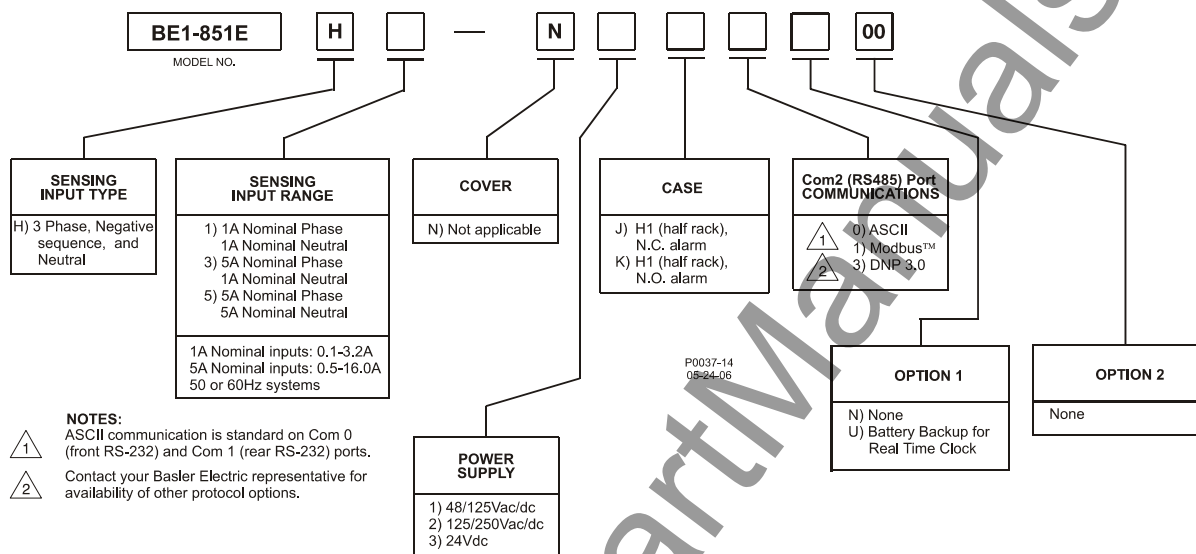 BE1-851E H — N 00
MODEL NO.
SENSING
INPUT TYPE
H) 3 Phase, Negative
sequence, and
Neutral
SENSING
INPUT RANGE
1) 1A Nominal Phase
1A Nominal Neutral
3) 5A Nominal Phase
1A Nominal Neutral
5) 5A Nominal Phase
5A Nominal Neutral
1A Nominal inputs: 0.1-3.2A
5A Nominal inputs: 0.5-16.0A
50 or 60Hz systems
COVER
N) Not applicable
CASE
J) H1 (half rack),
N.C. alarm
K) H1 (half rack),
N.O. alarm
Com2 (RS485) Port
COMMUNICATIONS
1 0) ASCII
1) Modbus™
2 3) DNP 3.0
P0037-14
05-24-06
OPTION 1
N) None
U) Battery Backup for
Real Time Clock
OPTION 2
None
NOTES:
1 ASCII communication is standard on Com 0
(front RS-232) and Com 1 (rear RS-232) ports.
2 Contact your Basler Electric representative for
availability of other protocol options.
POWER
SUPPLY
1) 48/125Vac/dc
2) 125/250Vac/dc
3) 24Vdc
artManuals